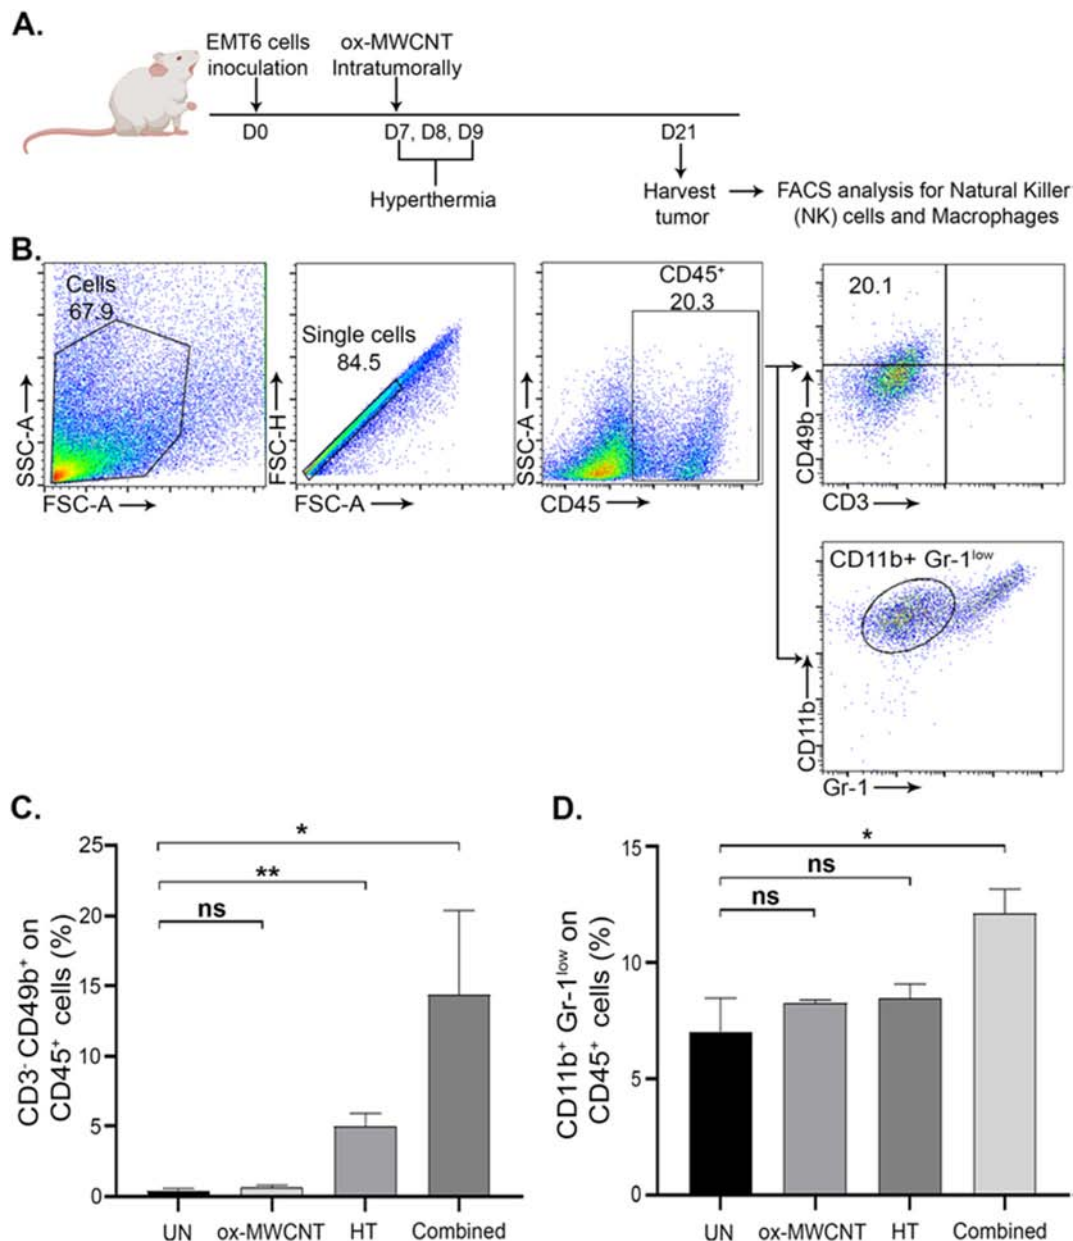 A.
EMT6 cells
inoculation
ox-MWCNT
Intratumorally
D0
D7, D8, D9
D21
Hyperthermia
Harvest
tumor
FACS analysis for Natural Killer
(NK) cells and Macrophages
B.
Cells
67.9
SSC-A
FSC-A
Single cells
84.5
FSC-H
FSC-A
CD45⁺
20.3
SSC-A
CD45
20.1
CD49b
CD3
CD11b+ Gr-1ˡᵒʷ
CD11b
Gr-1
C.
CD3⁻ CD49b⁺ on
CD45⁺ cells (%)
25
20
15
10
5
0
*
**
ns
UN ox-MWCNT HT Combined
D.
CD11b⁺ Gr-1ˡᵒʷ on
CD45⁺ cells (%)
15
10
5
0
*
ns
ns
UN ox-MWCNT HT Combined